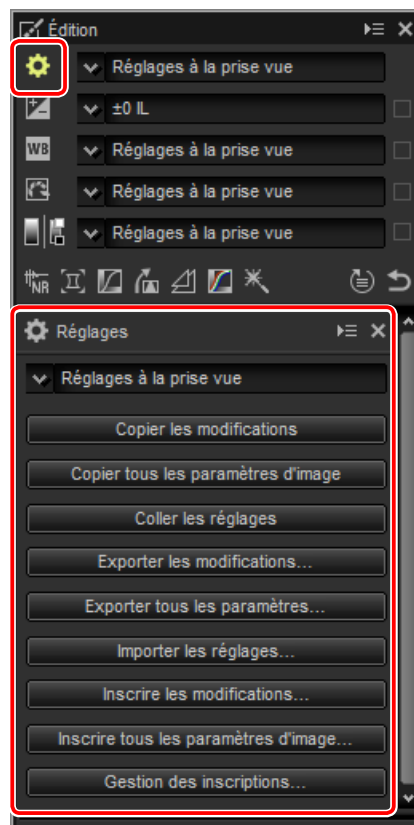 Édition
Réglages à la prise vue
±0 IL
WB
Réglages à la prise vue
Réglages à la prise vue
Réglages à la prise vue
NR
Réglages
Réglages à la prise vue
Copier les modifications
Copier tous les paramètres d'image
Coller les réglages
Exporter les modifications...
Exporter tous les paramètres...
Importer les réglages...
Inscrire les modifications...
Inscrire tous les paramètres d'image...
Gestion des inscriptions...